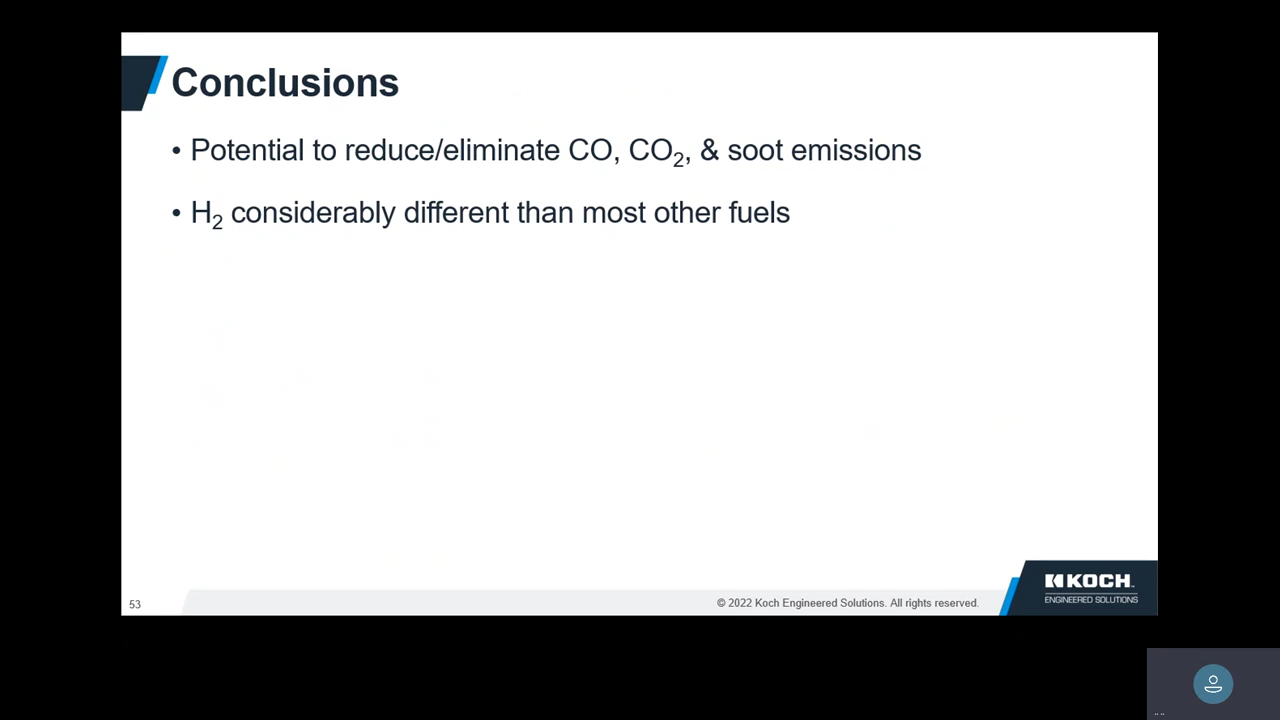 Conclusions
• Potential to reduce/eliminate CO, CO₂, & soot emissions
• H₂ considerably different than most other fuels
53
© 2022 Koch Engineered Solutions. All rights reserved.
KOCH
ENGINEERED SOLUTIONS